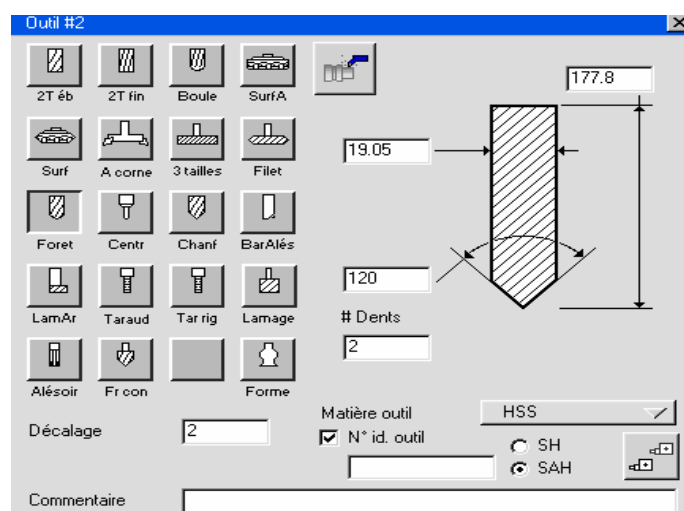 Outil #2
2T éb 2T fin Boule SurfA
177.8
19.05
Surf A corne 3 tailles Filet
Foret Centr Chanf BarAlés
120
LamAr Taraud Tar rig Lamage
# Dents
2
Alésoir Fr con Forme
Matière outil HSS
Décalage 2
N° id. outil SH
SAH
Commentaire